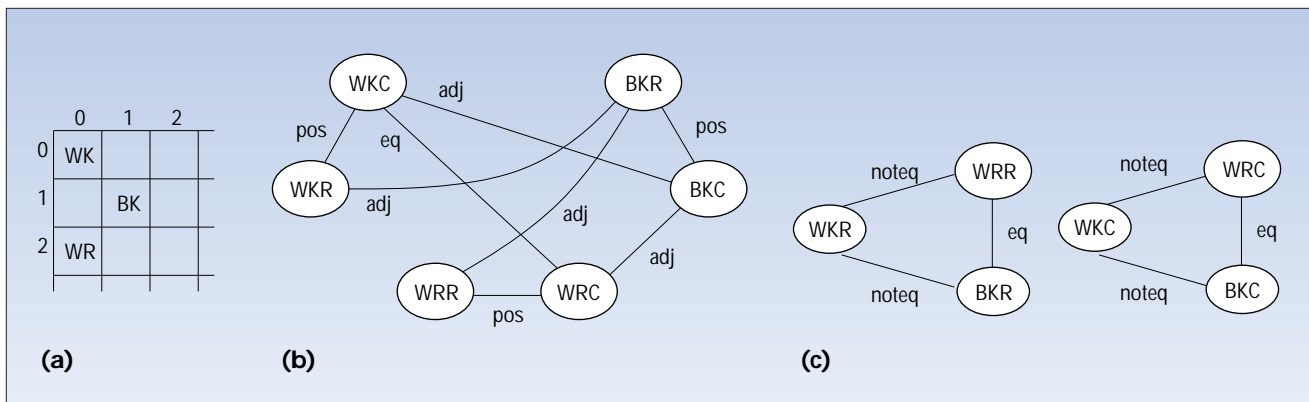 0 1 2
0 WK
1 BK
2 WR
(a)
WKC adj BKR
pos eq pos
WKR adj BKC
adj
adj
WRR pos WRC
(b)
noteq WRR
WKR eq
noteq BKR
noteq WRC
WKC eq
noteq BKC
(c)